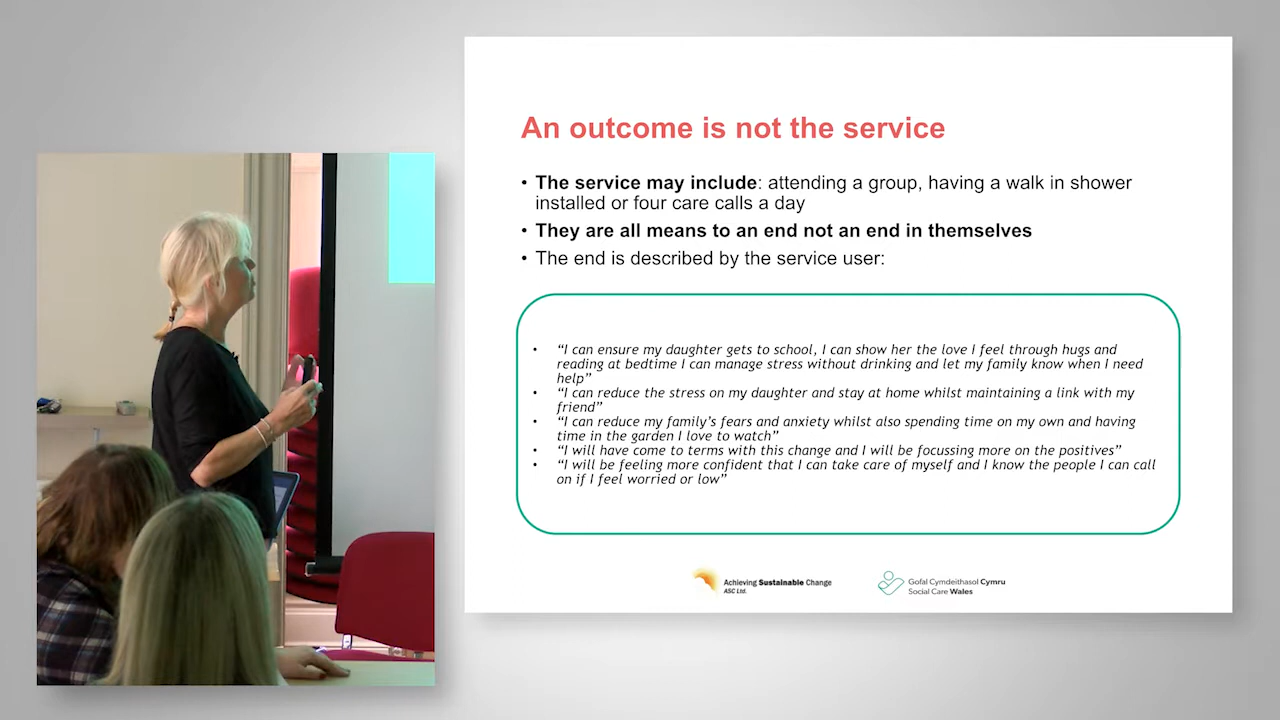 An outcome is not the service
• The service may include: attending a group, having a walk in shower
installed or four care calls a day
• They are all means to an end not an end in themselves
• The end is described by the service user:
• “I can ensure my daughter gets to school, I can show her the love I feel through hugs and
reading at bedtime I can manage stress without drinking and let my family know when I need
help”
• “I can reduce the stress on my daughter and stay at home whilst maintaining a link with my
friend”
• “I can reduce my family’s fears and anxiety whilst also spending time on my own and having
time in the garden I love to watch”
• “I will have come to terms with this change and I will be focussing more on the positives”
• “I will be feeling more confident that I can take care of myself and I know the people I can call
on if I feel worried or low”
Achieving Sustainable Change
ASC Ltd.
Gofal Cymdeithasol Cymru
Social Care Wales